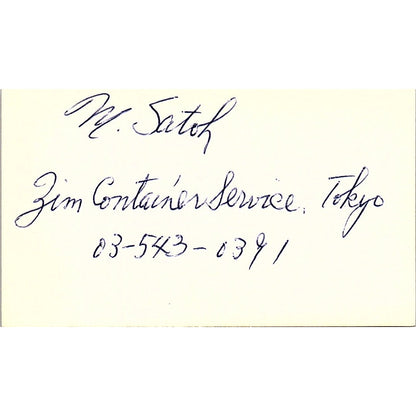 M. Satoh
Zim Container Service, Tokyo
03-543-0391